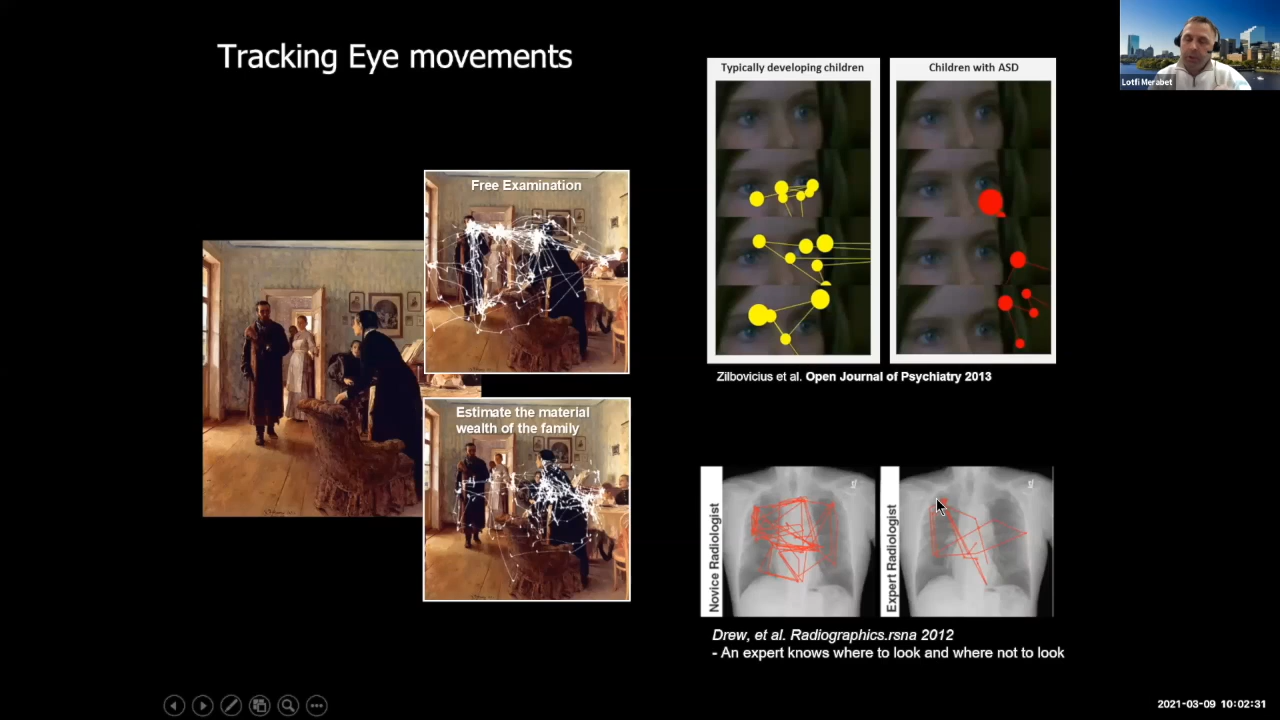 Tracking Eye movements
Free Examination
Estimate the material
wealth of the family
Typically developing children
Children with ASD
Zilbovicius et al. Open Journal of Psychiatry 2013
Novice Radiologist
Expert Radiologist
Drew, et al. Radiographics.rsna 2012
- An expert knows where to look and where not to look
Lotfi Merabet
2021-03-09 10:02:31